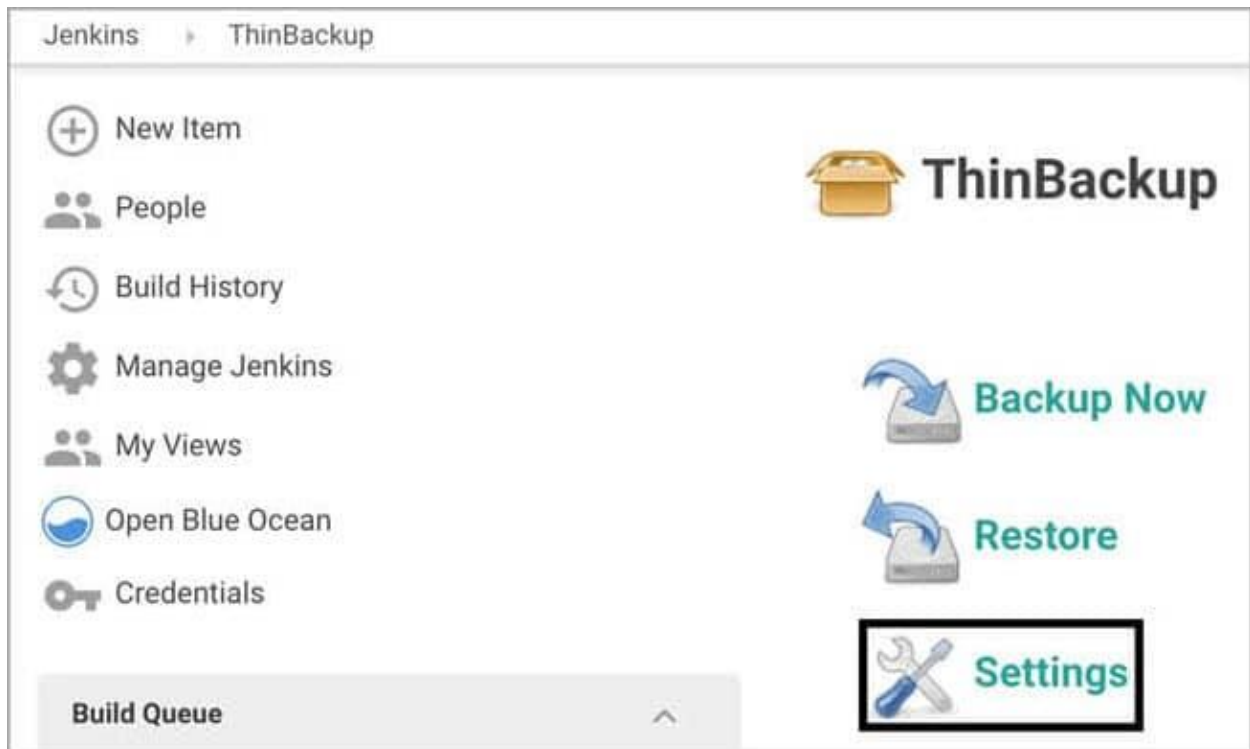 Jenkins ThinBackup
New Item
People
Build History
Manage Jenkins
My Views
Open Blue Ocean
Credentials
Build Queue
ThinBackup
Backup Now
Restore
Settings